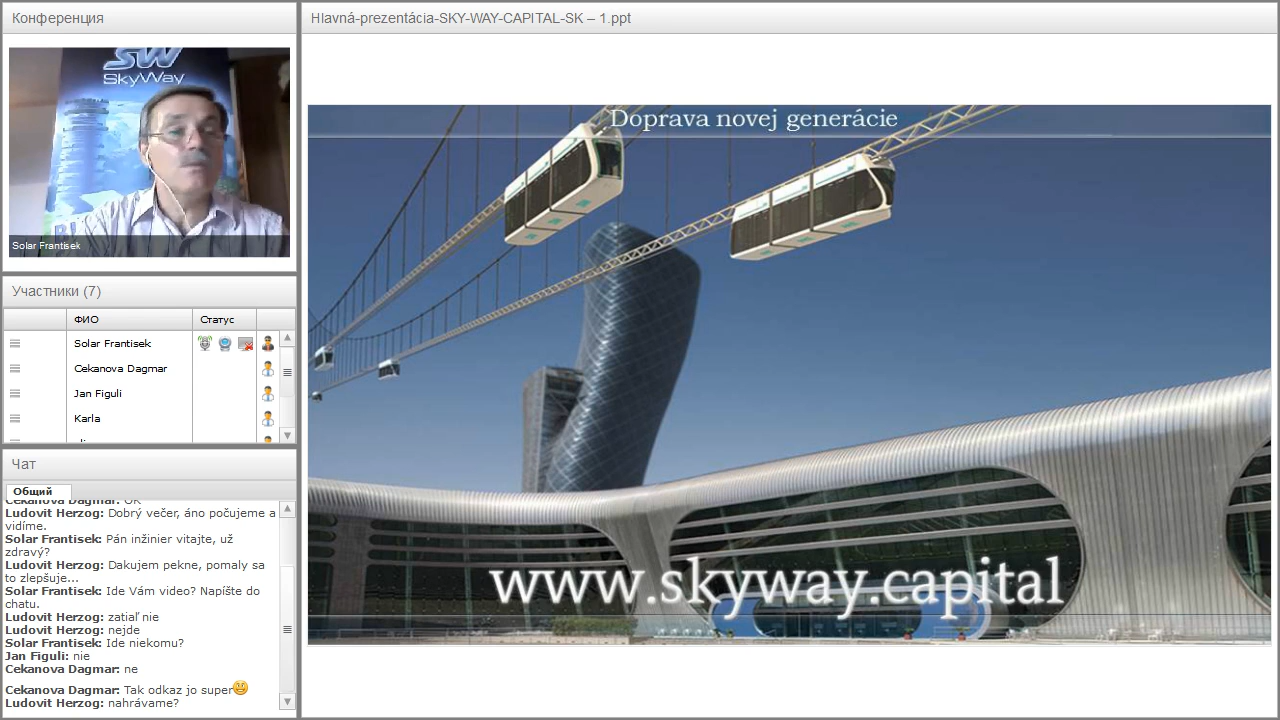 Конференция
SW
SkyWay
Solar Frantisek
Участники (7)
ФИО
Статус
Solar Frantisek
Cekanova Dagmar
Jan Figuli
Karla
Чат
Общий
Cekanova Dagmar: OK
Ludovit Herzog: Dobrý večer, áno počujeme a
vidíme.
Solar Frantisek: Pán inžinier vitajte, už
zdravý?
Ludovit Herzog: Dakujem pekne, pomaly sa
to zlepšuje...
Solar Frantisek: Ide Vám video? Napíšte do
chatu.
Ludovit Herzog: zatiaľ nie
Ludovit Herzog: nejde
Solar Frantisek: Ide niekomu?
Jan Figuli: nie
Cekanova Dagmar: ne
Cekanova Dagmar: Tak odkaz jo super
Ludovit Herzog: nahrávame?
Hlavná-prezentácia-SKY-WAY-CAPITAL-SK – 1.ppt
Doprava novej generácie
www.skyway.capital